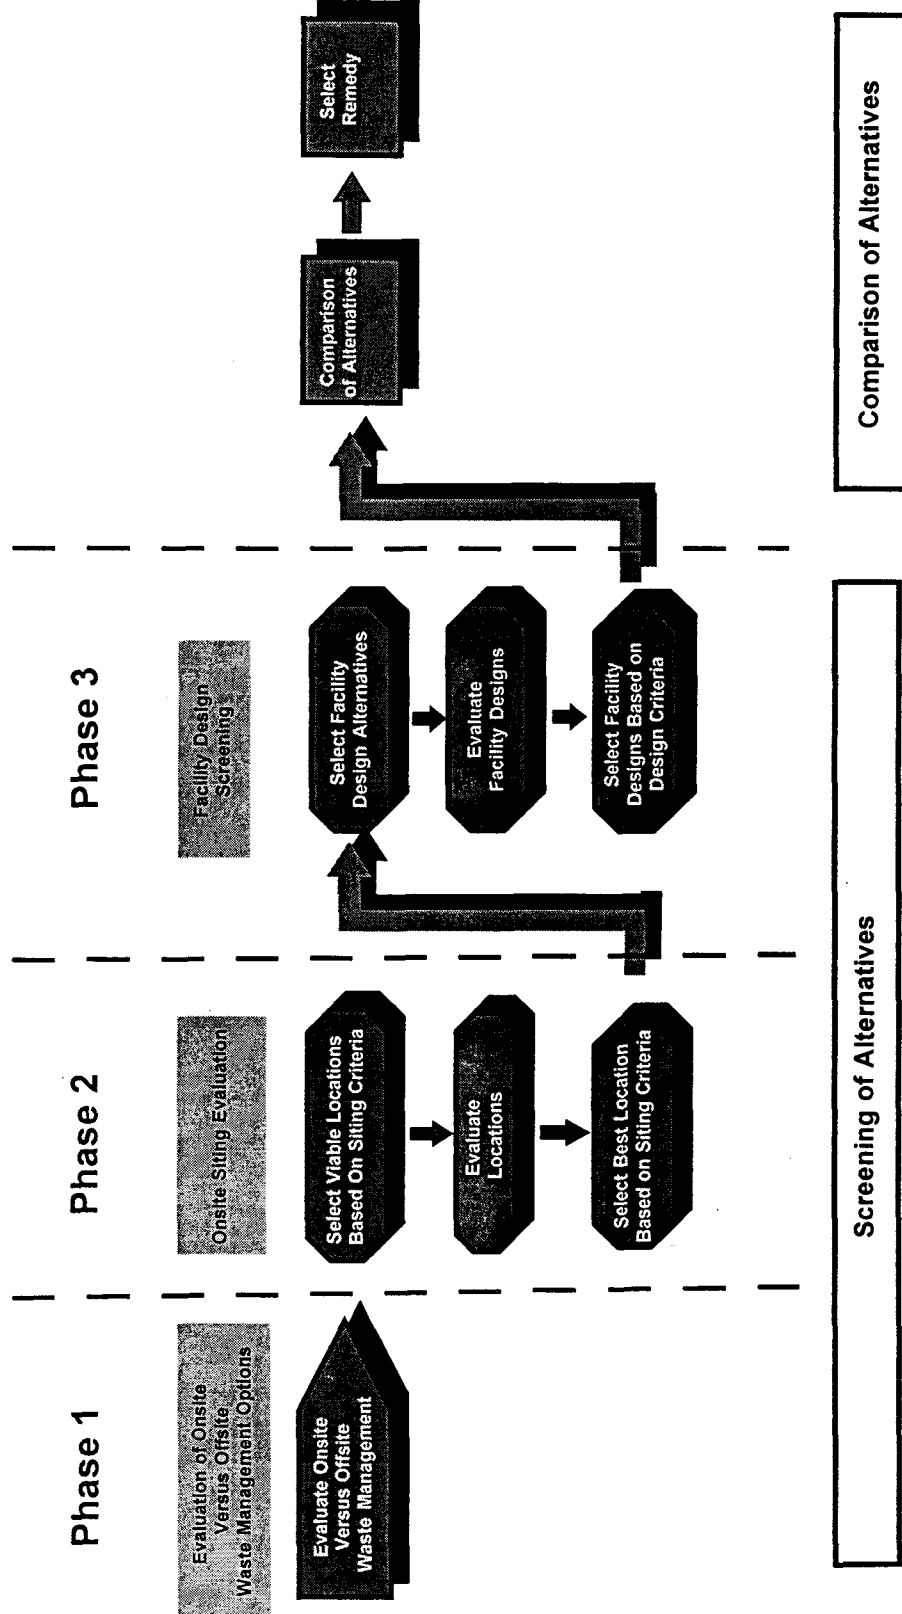 Phase 1
Phase 2
Phase 3
Evaluation of Onsite
Versus Offsite
Waste Management Options
Onsite Siting Evaluation
Facility Design
Screening
Evaluate Onsite
Versus Offsite
Waste Management
Select Viable Locations
Based On Siting Criteria
Evaluate
Locations
Select Best Location
Based on Siting Criteria
Select Facility
Design Alternatives
Evaluate
Facility Designs
Select Facility
Designs Based on
Design Criteria
Comparison
of Alternatives
Select
Remedy
Screening of Alternatives
Comparison of Alternatives